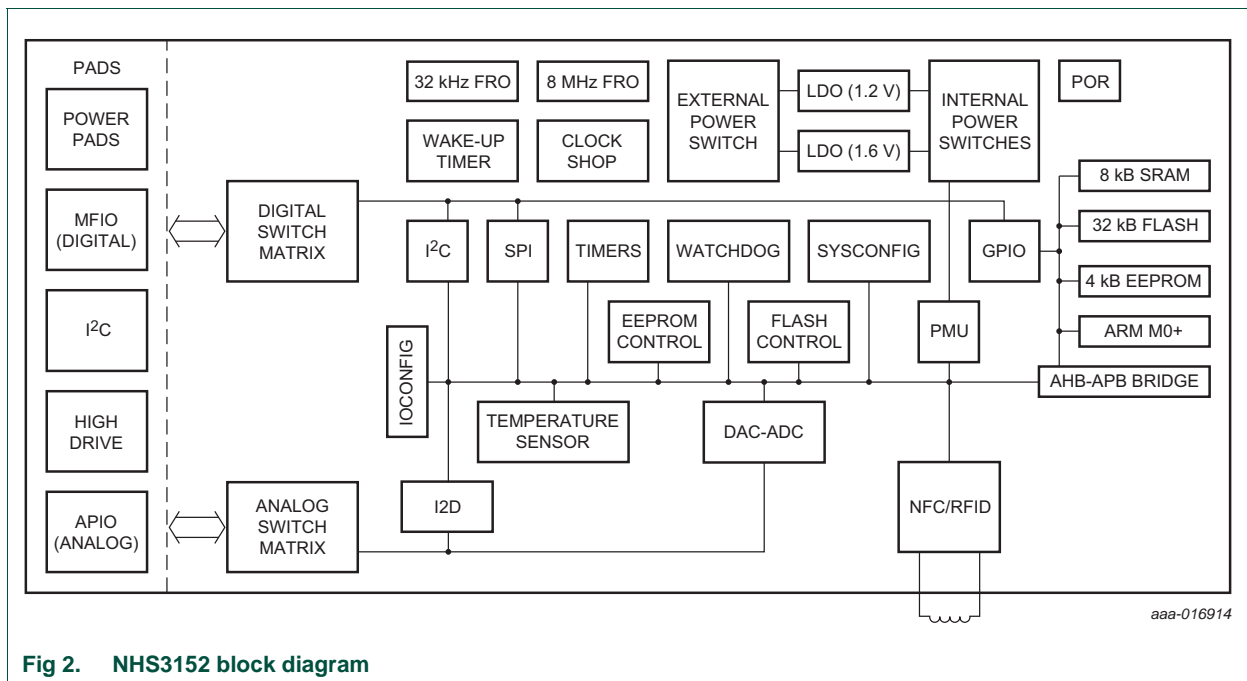 PADS
POWER
PADS
MFIO
(DIGITAL)
I²C
HIGH
DRIVE
APIO
(ANALOG)
DIGITAL
SWITCH
MATRIX
ANALOG
SWITCH
MATRIX
32 kHz FRO
8 MHz FRO
WAKE-UP
TIMER
CLOCK
SHOP
EXTERNAL
POWER
SWITCH
LDO (1.2 V)
LDO (1.6 V)
INTERNAL
POWER
SWITCHES
POR
I²C
SPI
TIMERS
WATCHDOG
SYSCONFIG
GPIO
8 kB SRAM
32 kB FLASH
4 kB EEPROM
ARM M0+
AHB-APB BRIDGE
IOCONFIG
EEPROM
CONTROL
FLASH
CONTROL
PMU
TEMPERATURE
SENSOR
DAC-ADC
I2D
NFC/RFID
aaa-016914
Fig 2. NHS3152 block diagram